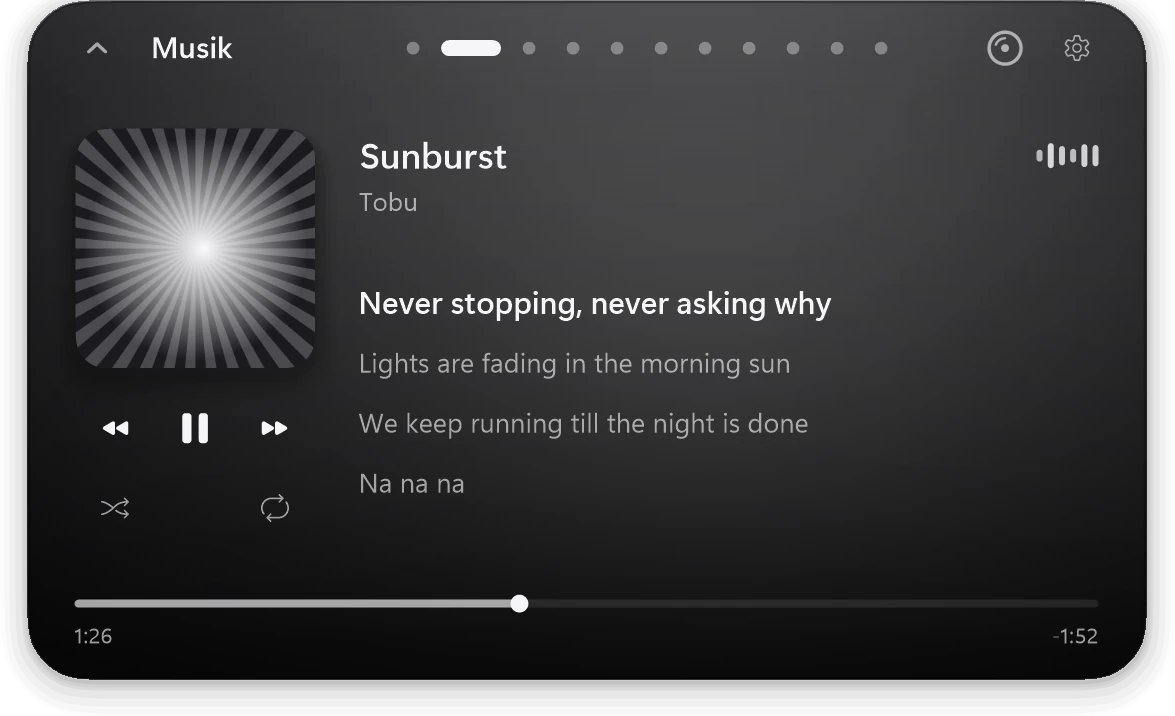 Musik
Sunburst
Tobu
Never stopping, never asking why
Lights are fading in the morning sun
We keep running till the night is done
Na na na
1:26
-1:52